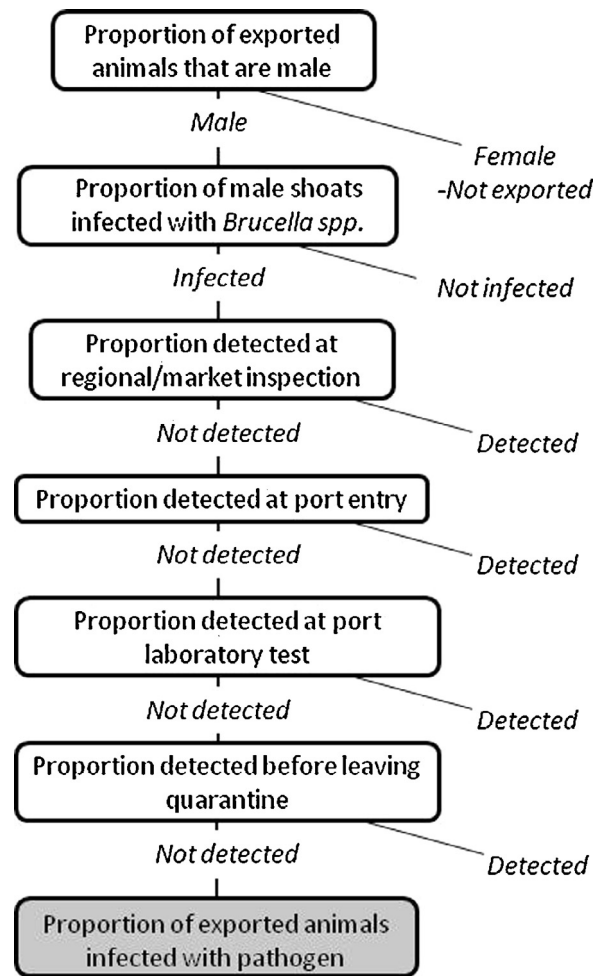 Proportion of exported
animals that are male
Male
Female
-Not exported
Proportion of male shoats
infected with Brucella spp.
Infected
Not infected
Proportion detected at
regional/market inspection
Not detected
Detected
Proportion detected at port entry
Not detected
Detected
Proportion detected at port
laboratory test
Not detected
Detected
Proportion detected before leaving
quarantine
Not detected
Detected
Proportion of exported animals
infected with pathogen